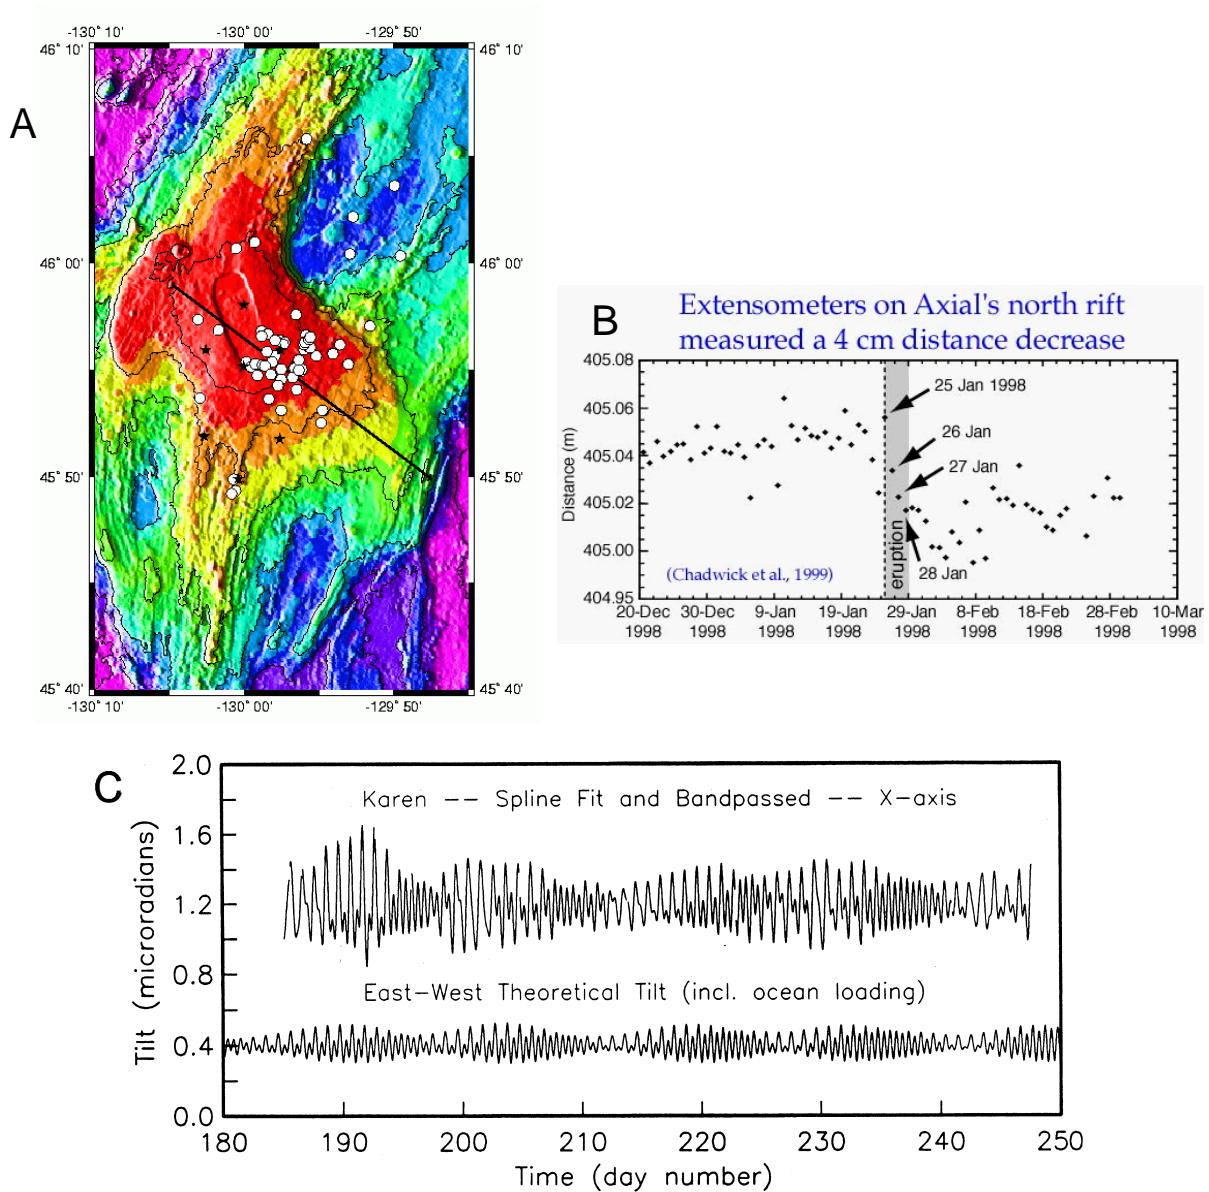 -130° 10'
-130° 00'
-129° 50'
46° 10'
46° 10'
A
46° 00'
46° 00'
45° 50'
45° 50'
45° 40'
45° 40'
-130° 10'
-130° 00'
-129° 50'
B
Extensometers on Axial's north rift
measured a 4 cm distance decrease
405.08
405.06
405.04
405.02
405.00
404.95
Distance (m)
25 Jan 1998
26 Jan
27 Jan
28 Jan
eruption
(Chadwick et al., 1999)
20-Dec 30-Dec 9-Jan 19-Jan 29-Jan 8-Feb 18-Feb 28-Feb 10-Mar
1998 1998 1998 1998 1998 1998 1998 1998 1998
C
2.0
1.6
1.2
0.8
0.4
0.0
Tilt (microradians)
Karen -- Spline Fit and Bandpassed -- X-axis
East-West Theoretical Tilt (incl. ocean loading)
180 190 200 210 220 230 240 250
Time (day number)